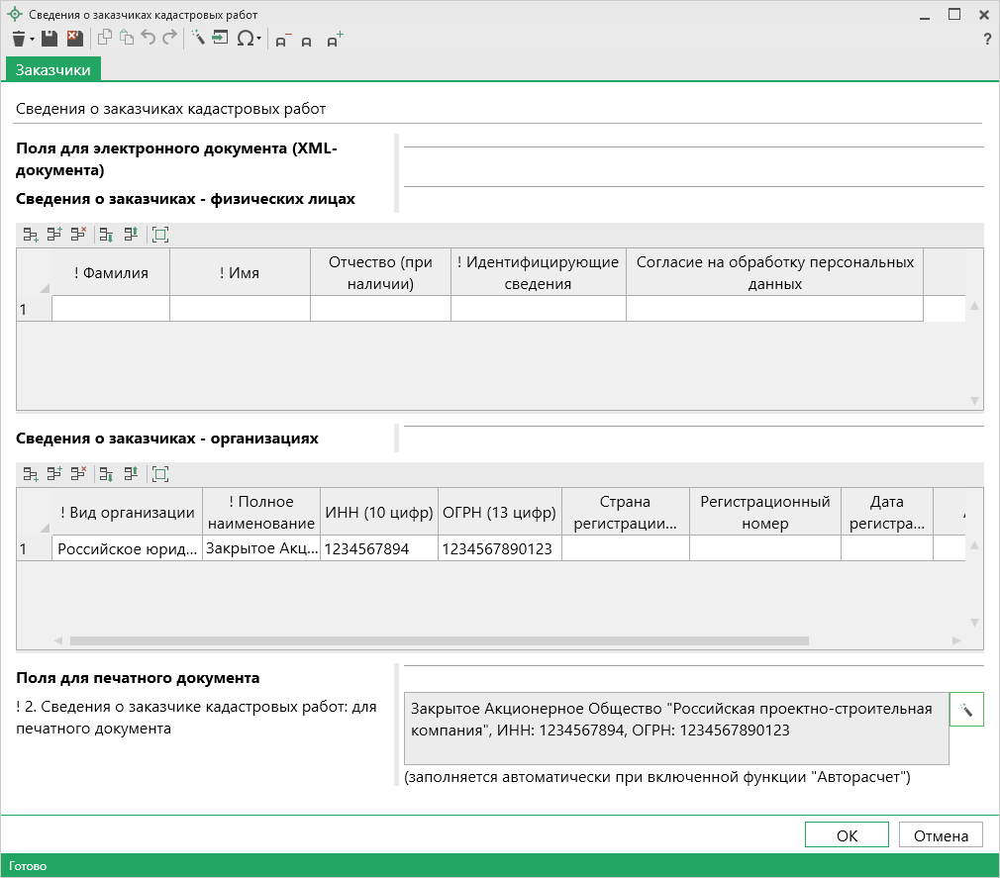 Сведения о заказчиках кадастровых работ
?
Заказчики
Сведения о заказчиках кадастровых работ
Поля для электронного документа (XML-
документа)
Сведения о заказчиках - физических лицах
! Фамилия
! Имя
Отчество (при
наличии)
! Идентифицирующие
сведения
Согласие на обработку персональных
данных
1
Сведения о заказчиках - организациях
! Вид организации
! Полное
наименование
ИНН (10 цифр)
ОГРН (13 цифр)
Страна
регистрации...
Регистрационный
номер
Дата
регистра...
1
Российское юрид...
Закрытое Акц...
1234567894
1234567890123
Поля для печатного документа
! 2. Сведения о заказчике кадастровых работ: для
печатного документа
Закрытое Акционерное Общество "Российская проектно-строительная
компания", ИНН: 1234567894, ОГРН: 1234567890123
(заполняется автоматически при включенной функции "Авторасчет")
ОК
Отмена
Готово